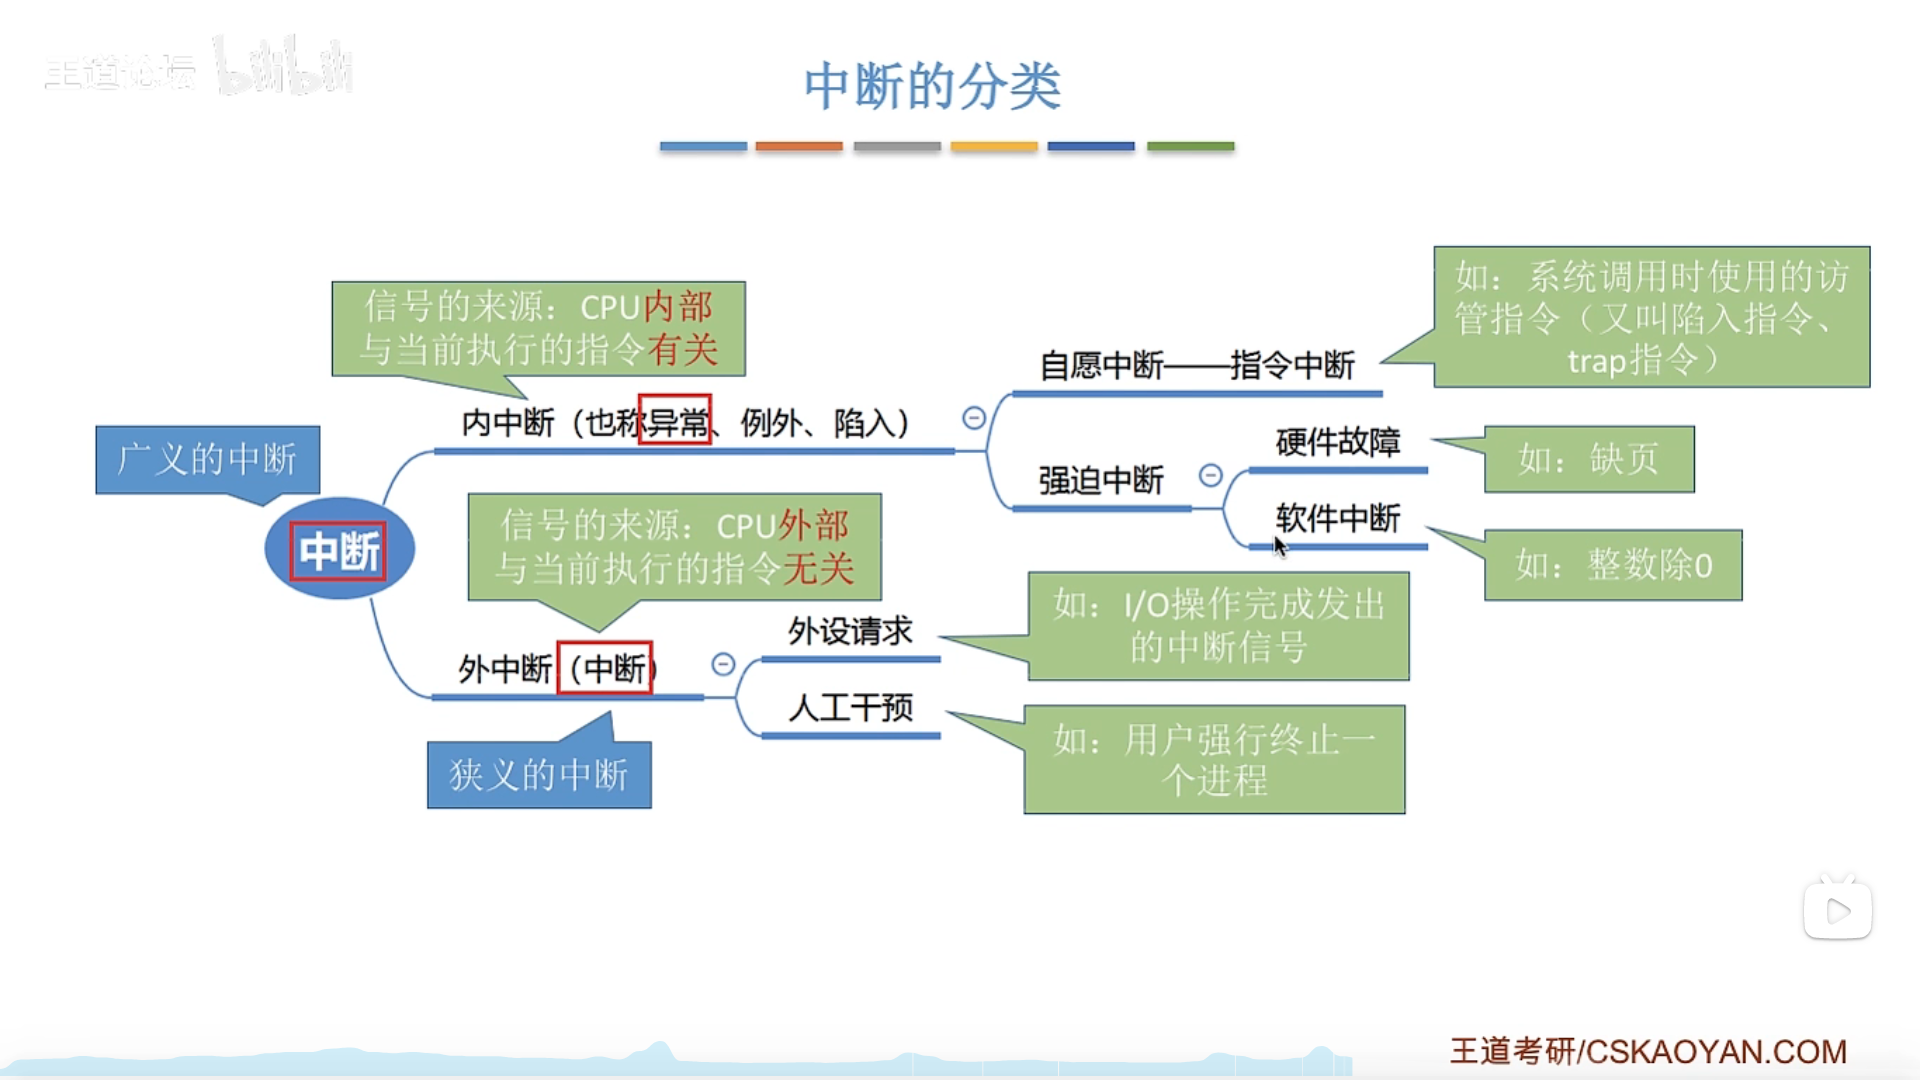 王道论坛 bilibili
中断的分类
信号的来源：CPU内部
与当前执行的指令有关
如：系统调用时使用的访
管指令（又叫陷入指令、
trap指令）
自愿中断——指令中断
内中断（也称异常、例外、陷入）
广义的中断
硬件故障
如：缺页
强迫中断
软件中断
如：整数除0
中断
信号的来源：CPU外部
与当前执行的指令无关
外设请求
如：I/O操作完成发出
的中断信号
外中断（中断）
人工干预
如：用户强行终止一
个进程
狭义的中断
王道考研/CSKAOYAN.COM